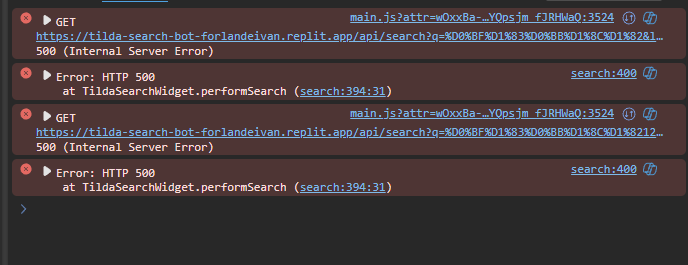 GET main.js?attr=wOxxBa-…YQpsjm_fJRHWaQ:3524
https://tilda-search-bot-forlandeivan.replit.app/api/search?q=%D0%BF%D1%83%D0%BB%D1%8C%D1%82&l…
500 (Internal Server Error)
Error: HTTP 500 search:400
at TildaSearchWidget.performSearch (search:394:31)
GET main.js?attr=wOxxBa-…YQpsjm_fJRHWaQ:3524
https://tilda-search-bot-forlandeivan.replit.app/api/search?q=%D0%BF%D1%83%D0%BB%D1%8C%D1%8212…
500 (Internal Server Error)
Error: HTTP 500 search:400
at TildaSearchWidget.performSearch (search:394:31)